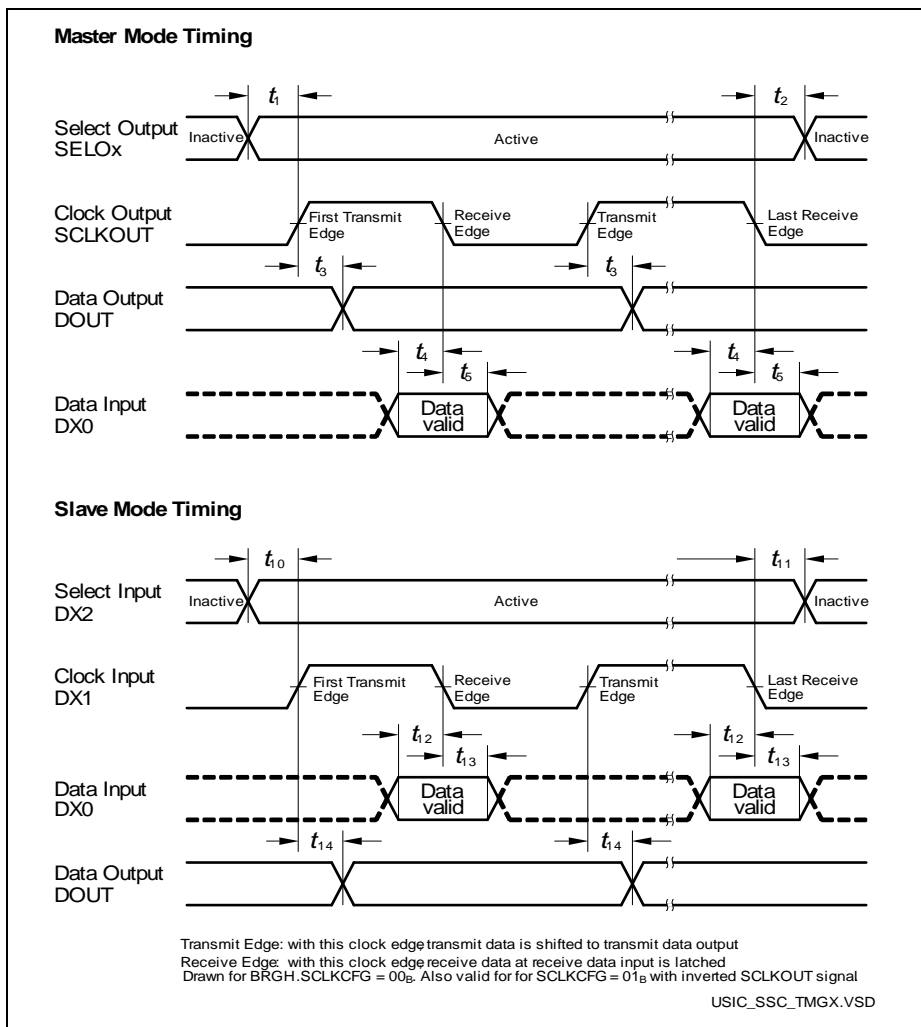 Master Mode Timing
t1
t2
Select Output
SELOx
Inactive
Active
Inactive
Clock Output
SCLKOUT
First Transmit
Edge
Receive
Edge
Transmit
Edge
Last Receive
Edge
t3
t3
Data Output
DOUT
t4
t5
t4
t5
Data Input
DX0
Data
valid
Data
valid
Slave Mode Timing
t10
t11
Select Input
DX2
Inactive
Active
Inactive
Clock Input
DX1
First Transmit
Edge
Receive
Edge
Transmit
Edge
Last Receive
Edge
t12
t13
t12
t13
Data Input
DX0
Data
valid
Data
valid
t14
t14
Data Output
DOUT
Transmit Edge: with this clock edge, transmit data is shifted to transmit data output
Receive Edge: with this clock edge, receive data at receive data input is latched
Drawn for BRGH.SCLKCFG = 00B. Also valid for for SCLKCFG = 01B with inverted SCLKOUT signal.
USIC_SSC_TMGX.VSD